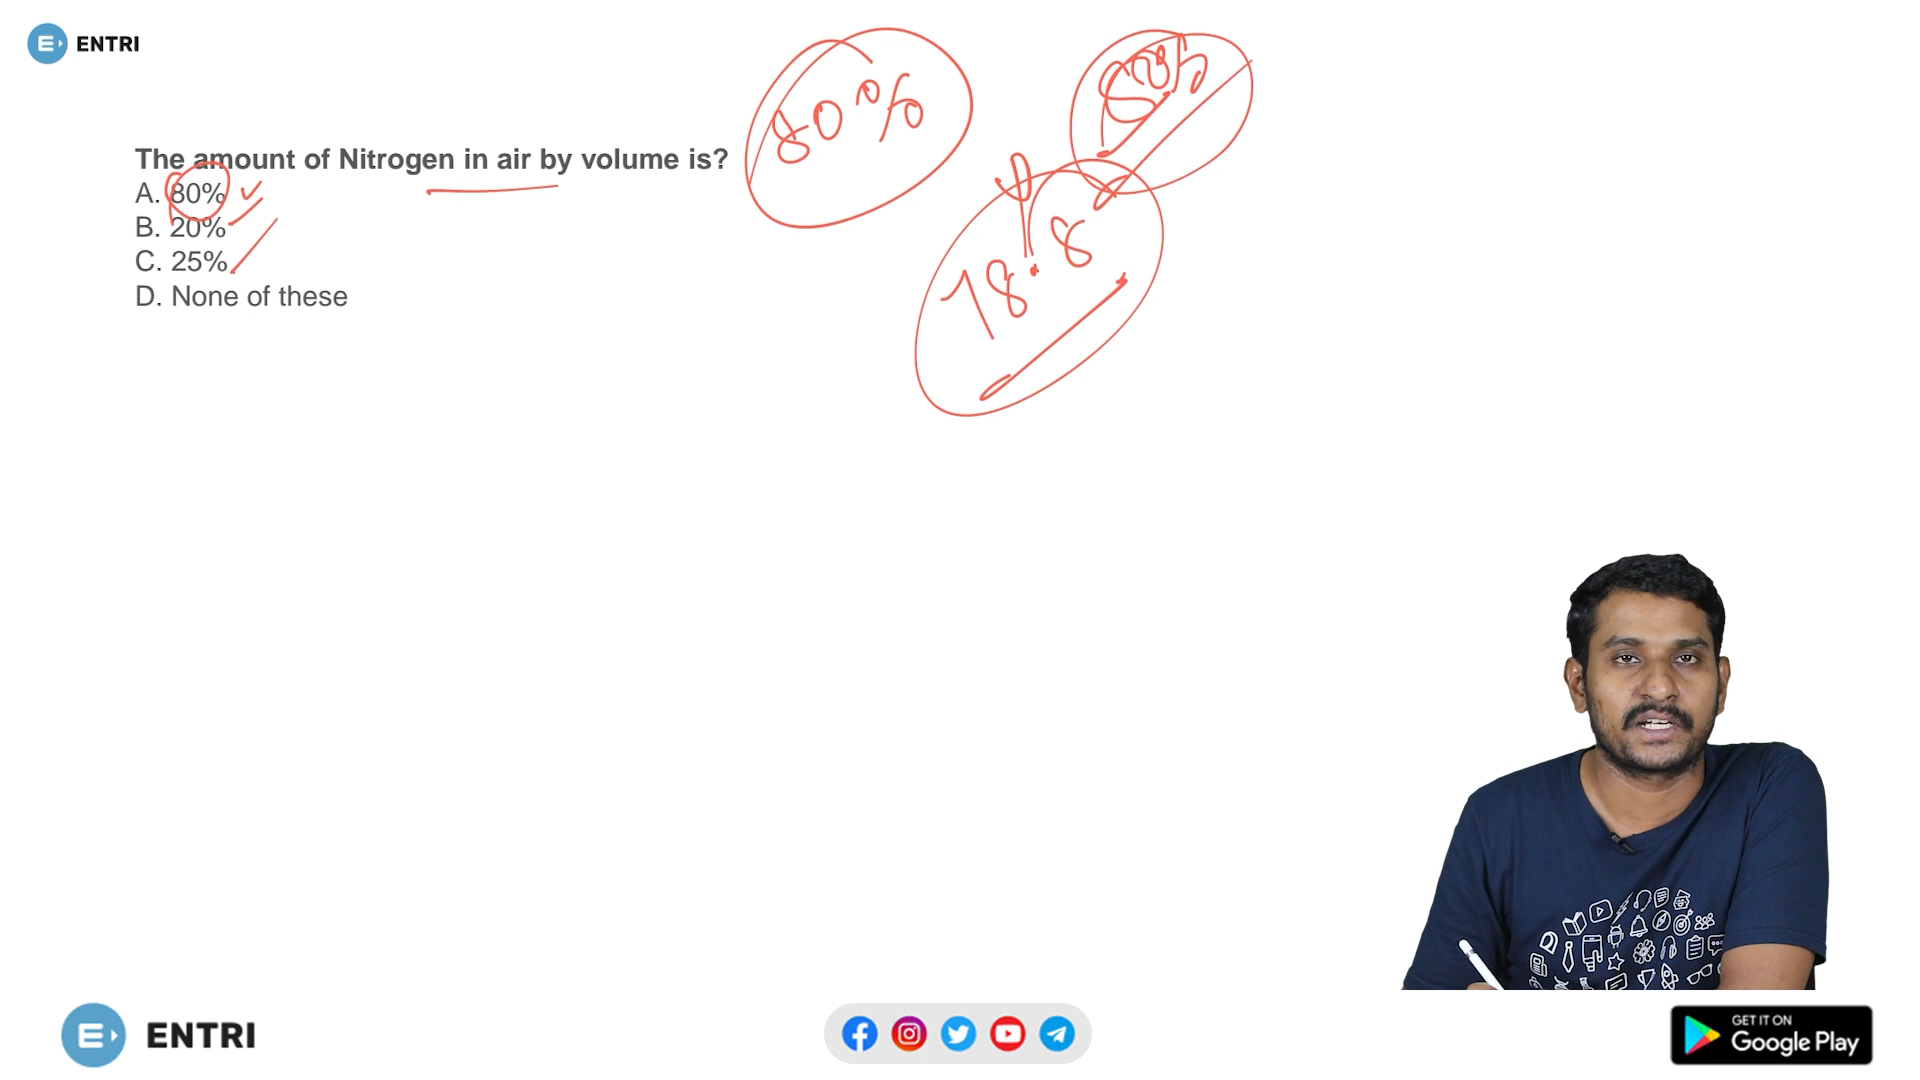 ENTRI
80%
80%
The amount of Nitrogen in air by volume is?
A. 80%
B. 20%
C. 25%
D. None of these
78.8
ENTRI
GET IT ON
Google Play